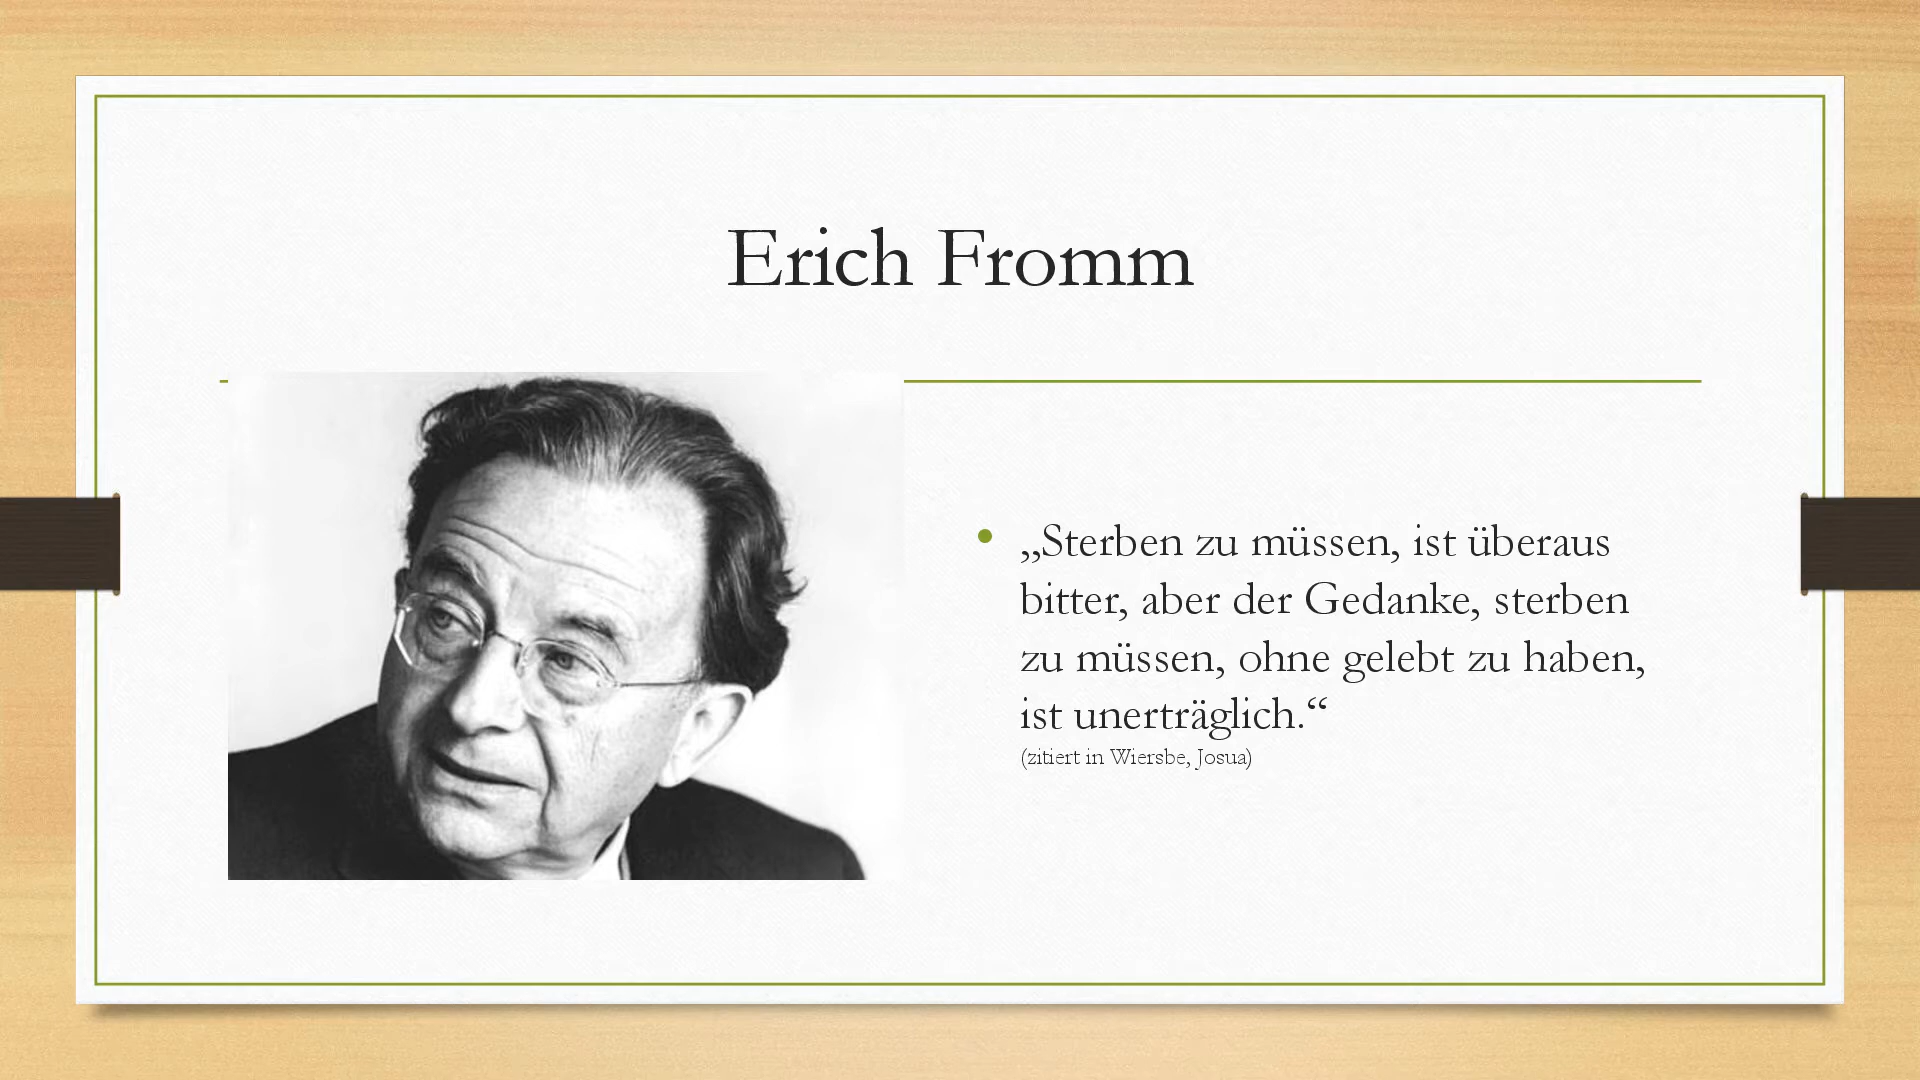 Erich Fromm
• „Sterben zu müssen, ist überaus
bitter, aber der Gedanke, sterben
zu müssen, ohne gelebt zu haben,
ist unerträglich.“
(zitiert in Wiersbe, Josua)